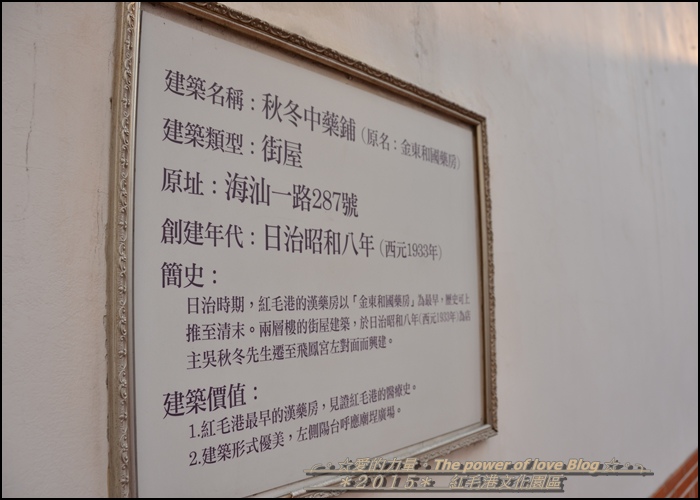 建築名稱：秋冬中藥鋪（原名：金東和國藥房）
建築類型：街屋
原址：海汕一路287號
創建年代：日治昭和八年（西元1933年）
簡史：
日治時期，紅毛港的漢藥房以「金東和國藥房」為最早，歷史可上
推至清末。兩層樓的街屋建築，於日治昭和八年（西元1933年）為店
主吳秋冬先生遷至飛鳳宮左對面而興建。
建築價值：
1.紅毛港最早的漢藥房，見證紅毛港的醫療史。
2.建築形式優美，左側陽台呼應廟埕廣場。
愛的力量。The power of love Blog
※２０１５※ 紅毛港文化園區